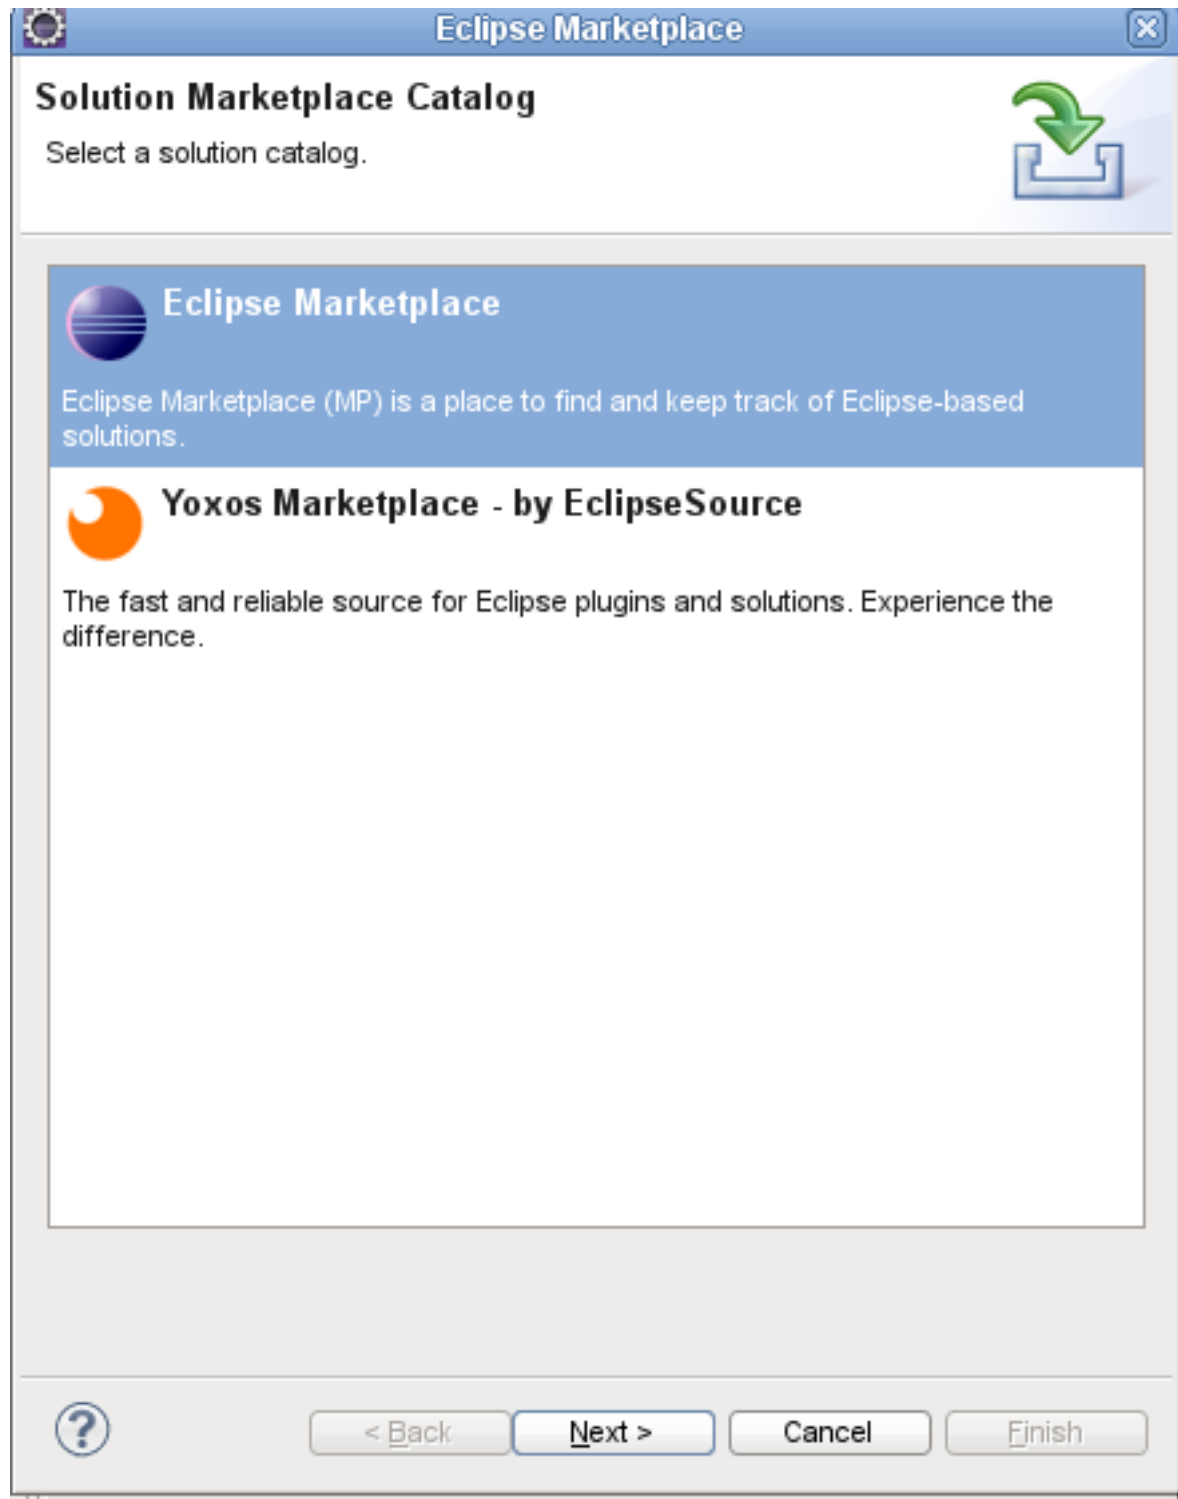 Eclipse Marketplace
Solution Marketplace Catalog
Select a solution catalog.
Eclipse Marketplace
Eclipse Marketplace (MP) is a place to find and keep track of Eclipse-based
solutions.
Yoxos Marketplace - by EclipseSource
The fast and reliable source for Eclipse plugins and solutions. Experience the
difference.
?
< Back
Next >
Cancel
Finish